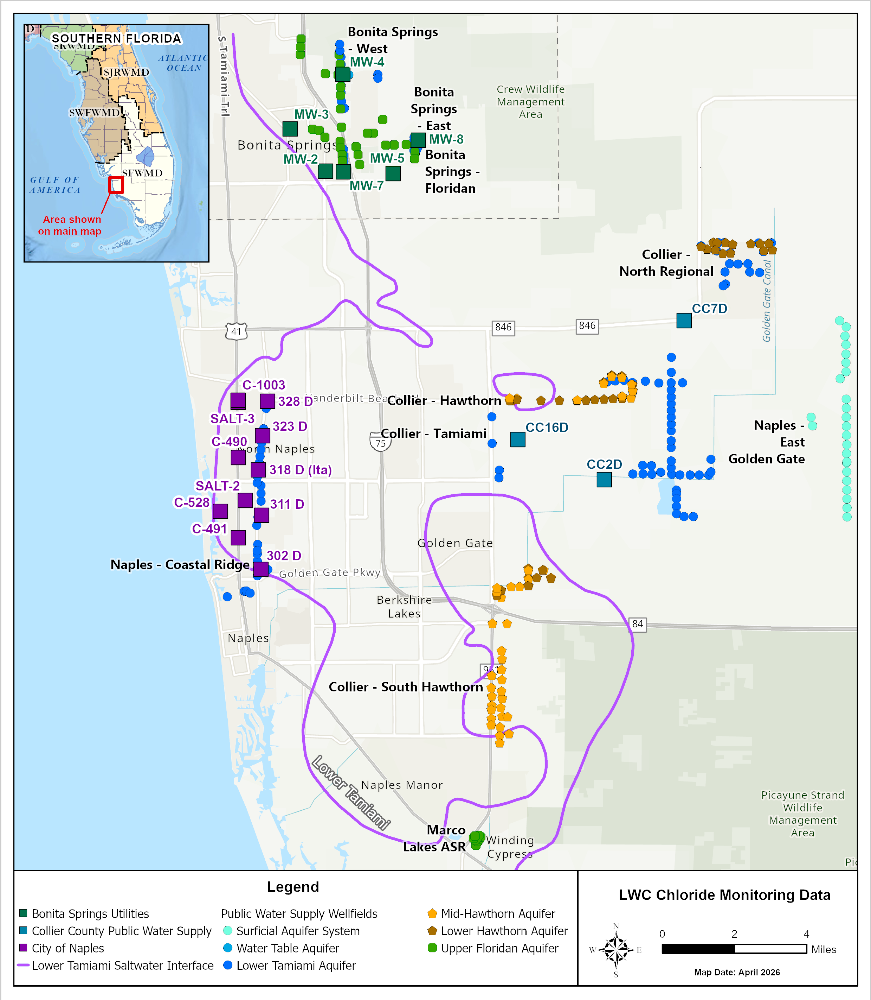 D
SOUTHERN FLORIDA
SRWMD
ATLANTIC
OCEAN
SJRWMD
SWFWMD
GULF OF
AMERICA
SFWMD
Area shown
on main map
S Tamiami Trl
Bonita Springs
- West
MW-4
Bonita
Springs
- East
Crew Wildlife
Management
Area
MW-3
MW-8
Bonita Springs
MW-2
MW-5
Bonita
Springs -
Floridan
MW-7
Collier -
North Regional
Golden Gate Canal
CC7D
41
846
846
C-1003
328 D
Vanderbilt Beach Rd
Collier - Hawthorn
SALT-3
323 D
Collier - Tamiami
CC16D
Naples -
East
Golden Gate
C-490
75
North Naples
318 D (Ita)
CC2D
SALT-2
C-528
311 D
C-491
Golden Gate
302 D
Naples - Coastal Ridge
Golden Gate Pkwy
Berkshire
Lakes
84
Naples
951
Collier - South Hawthorn
Lower Tamiami
Naples Manor
Picayune Strand
Wildlife
Management
Area
Marco
Lakes ASR
Winding
Cypress
Pic
Legend
Bonita Springs Utilities
Collier County Public Water Supply
City of Naples
Lower Tamiami Saltwater Interface
Public Water Supply Wellfields
Surficial Aquifer System
Water Table Aquifer
Lower Tamiami Aquifer
Mid-Hawthorn Aquifer
Lower Hawthorn Aquifer
Upper Floridan Aquifer
LWC Chloride Monitoring Data
N
W E
S
0 2 4
Miles
Map Date: April 2026